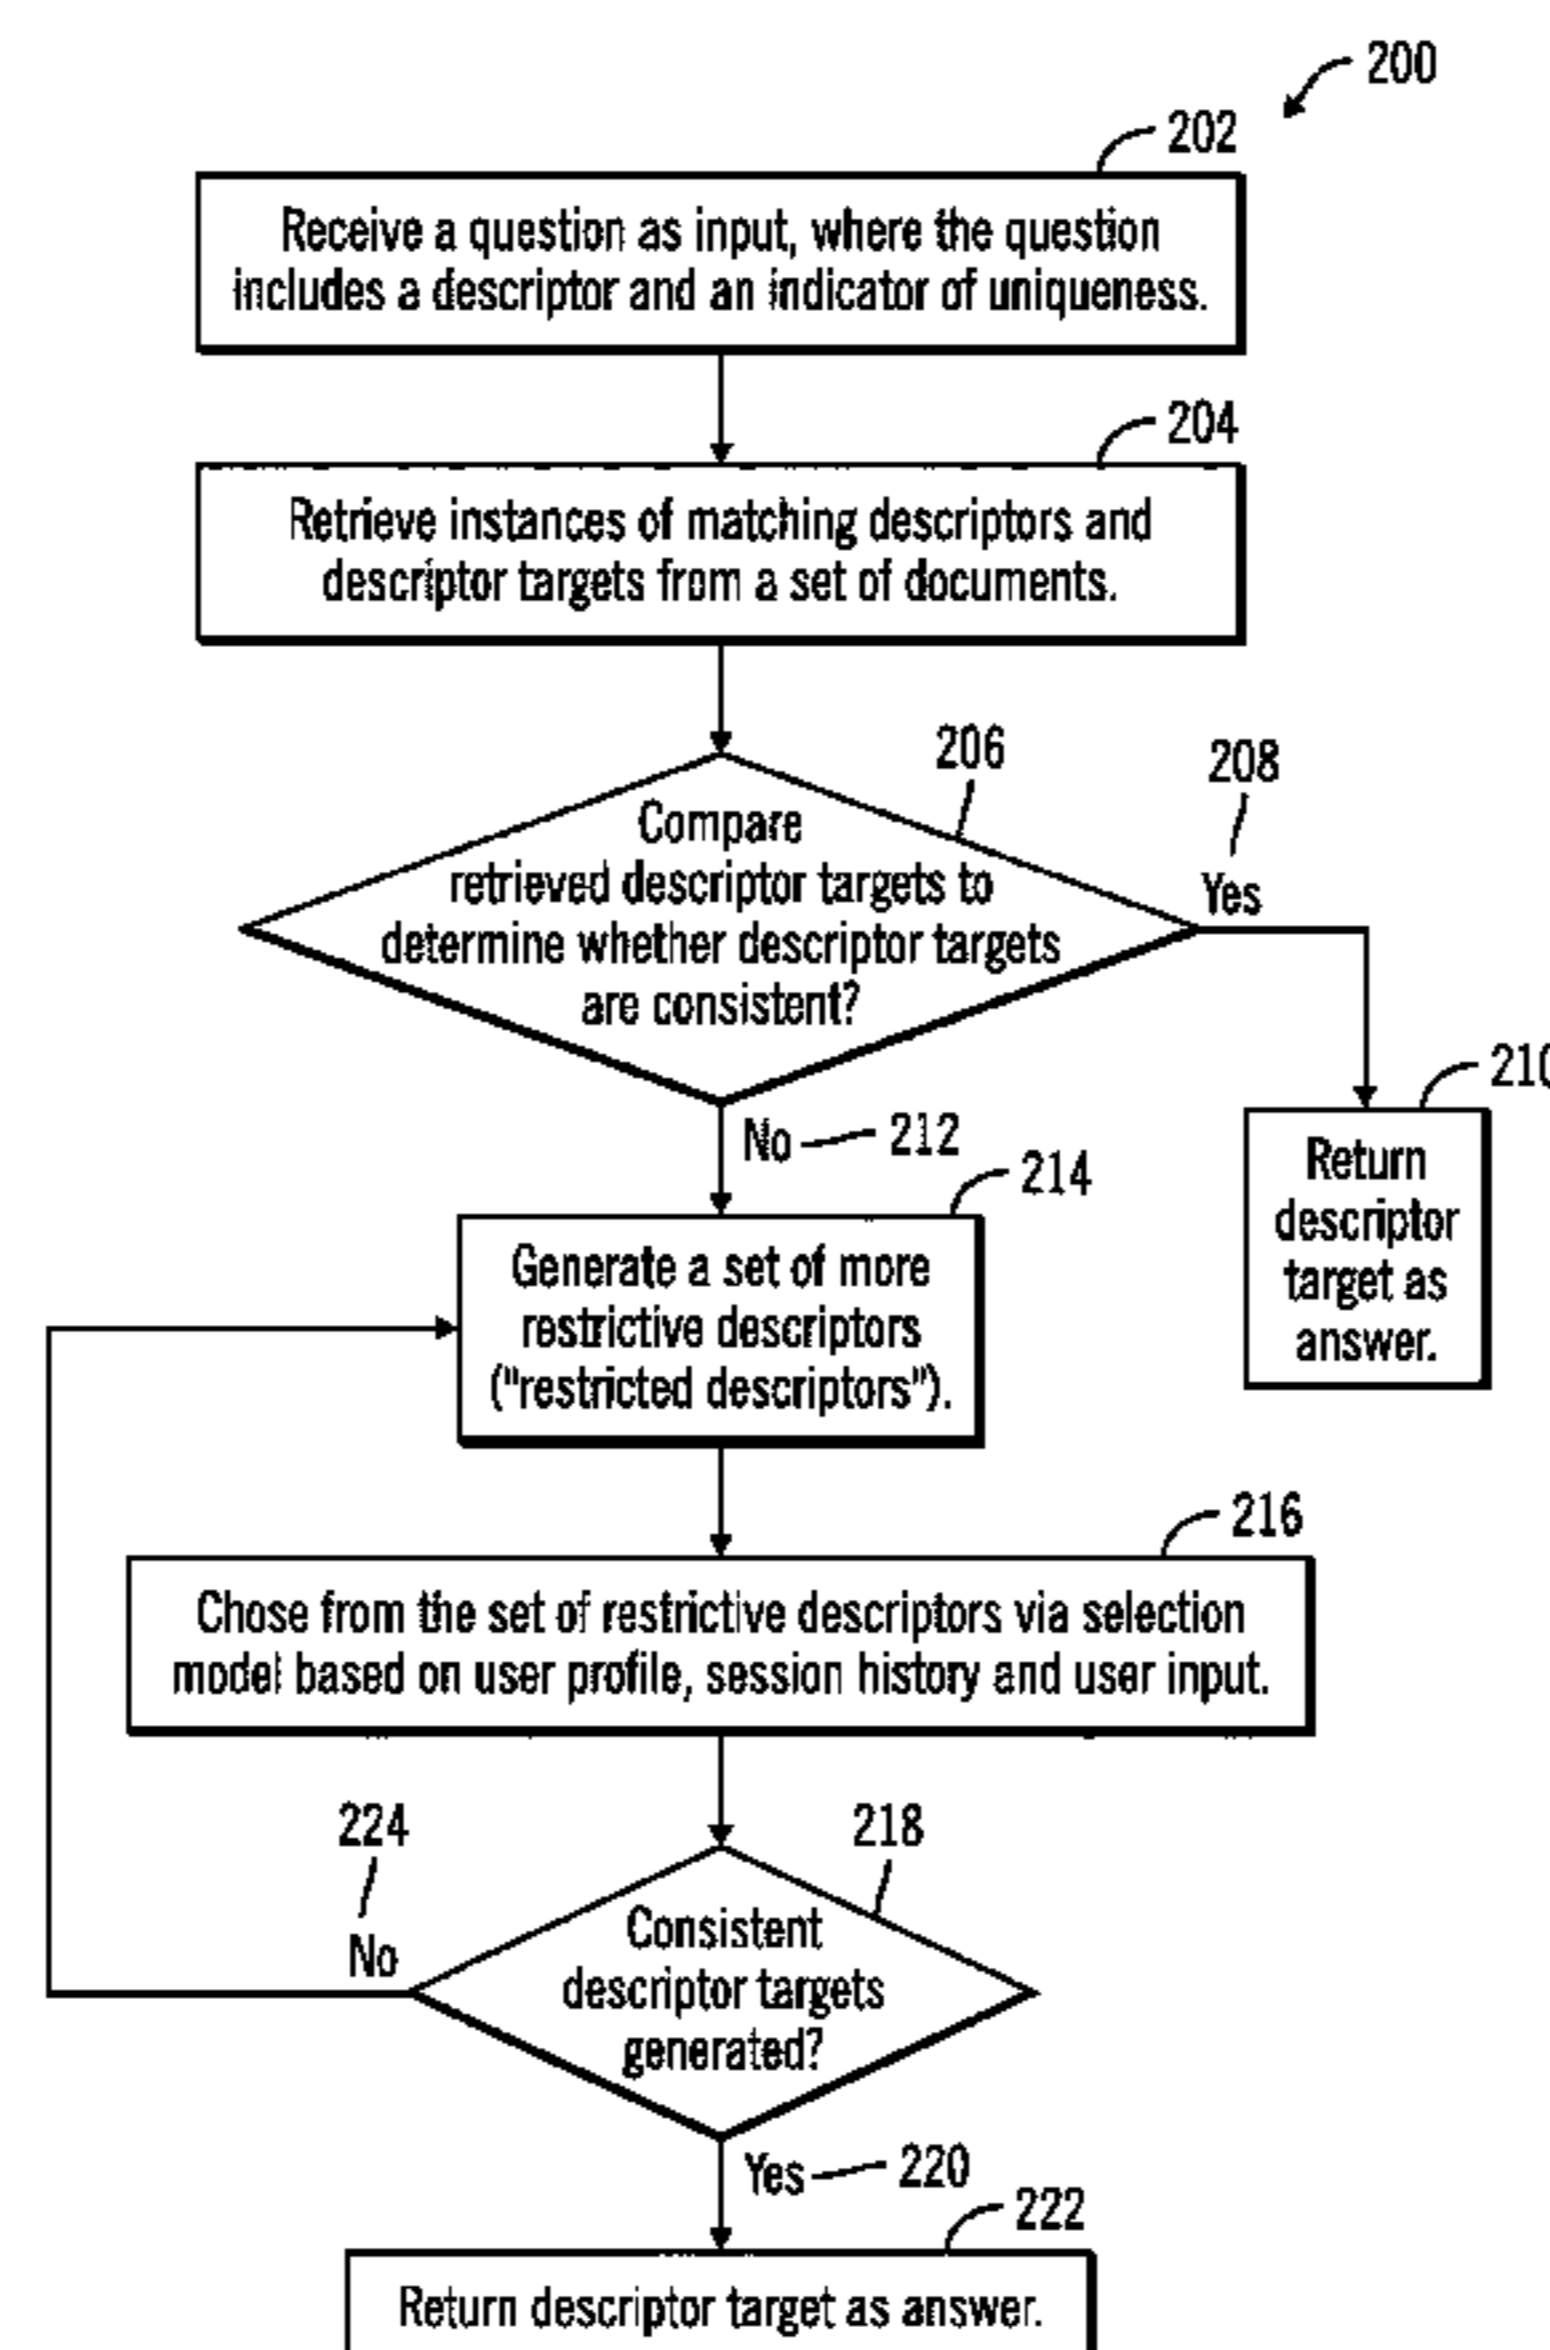 200
202
Receive a question as input, where the question
includes a descriptor and an indicator of uniqueness.
204
Retrieve instances of matching descriptors and
descriptor targets from a set of documents.
206
208
Compare
retrieved descriptor targets to
determine whether descriptor targets
are consistent?
Yes
210
Return
descriptor
target as
answer.
No
212
214
Generate a set of more
restrictive descriptors
("restricted descriptors").
216
Chose from the set of restrictive descriptors via selection
model based on user profile, session history and user input.
224
218
No
Consistent
descriptor targets
generated?
Yes
220
222
Return descriptor target as answer.